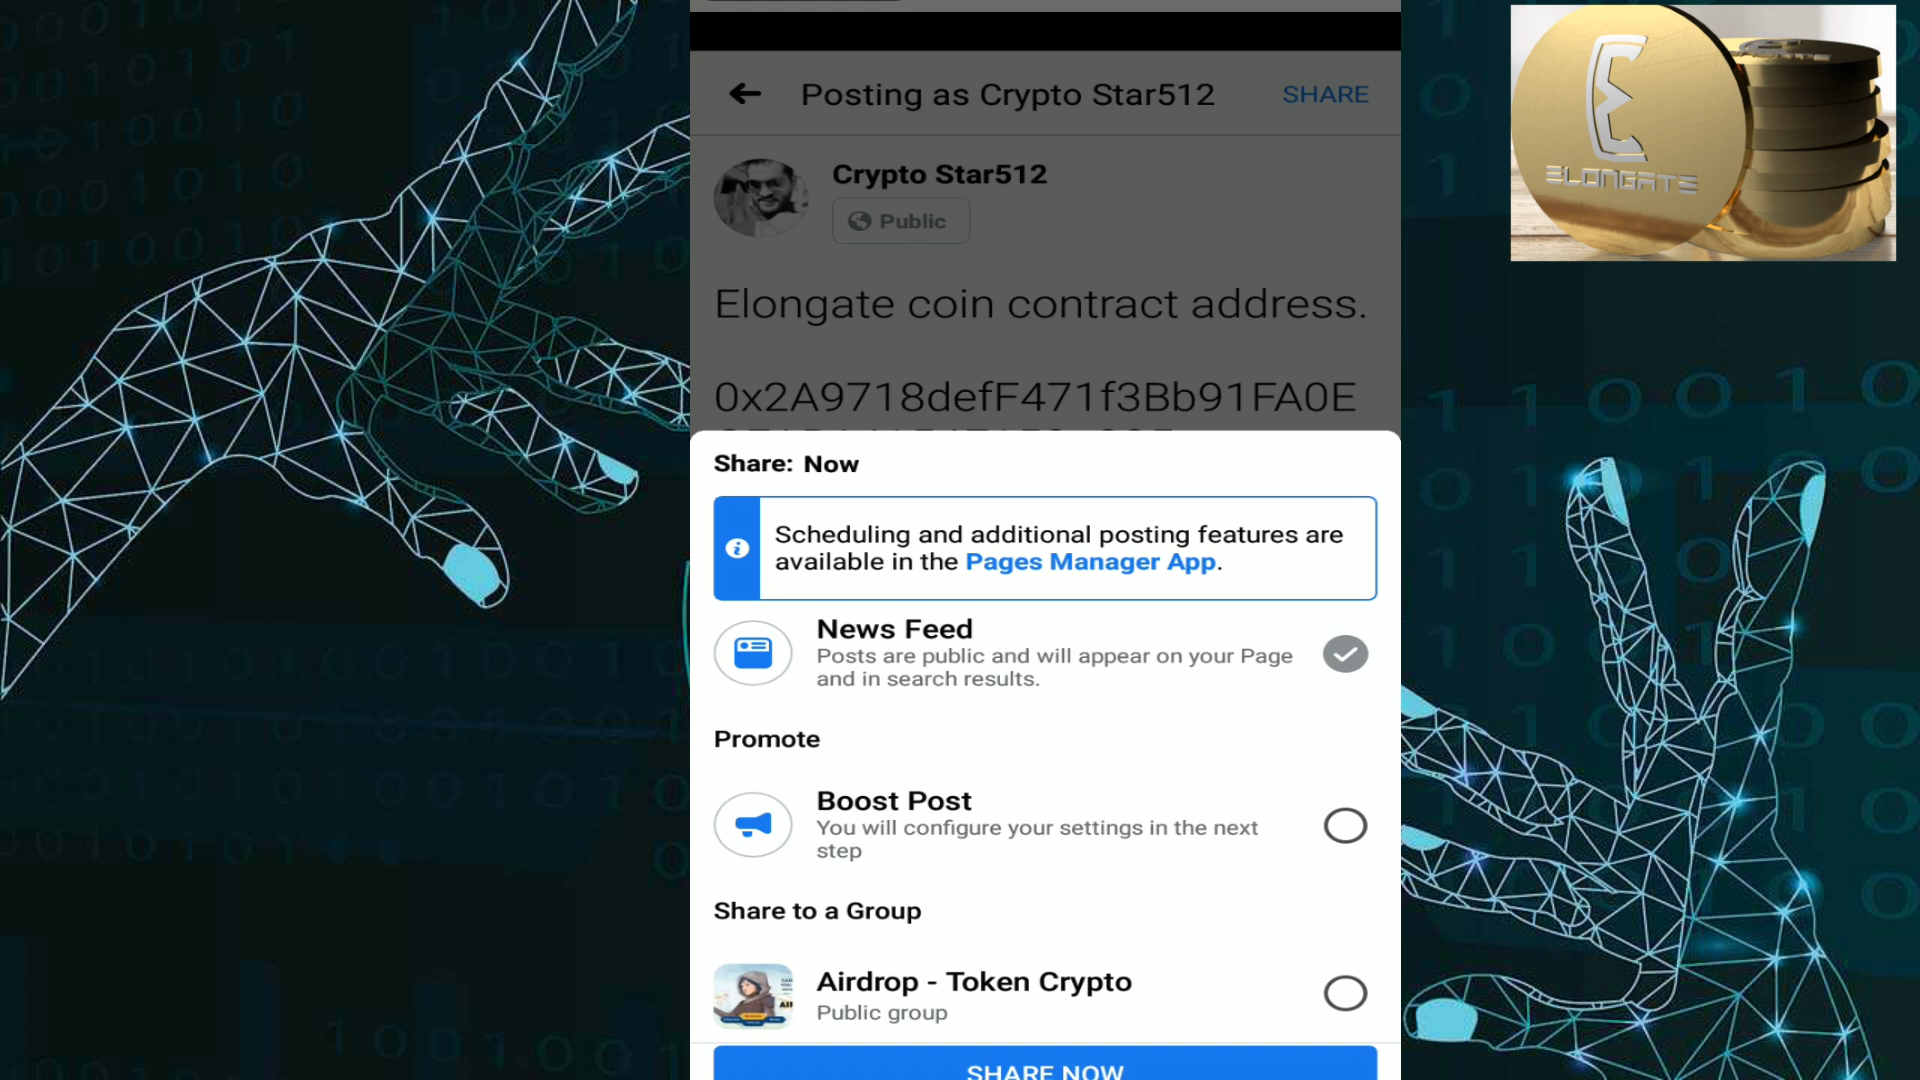 Posting as Crypto Star512
SHARE
Crypto Star512
Public
Elongate coin contract address.
0x2A9718defF471f3Bb91FA0E
Share: Now
Scheduling and additional posting features are
available in the Pages Manager App.
News Feed
Posts are public and will appear on your Page
and in search results.
Promote
Boost Post
You will configure your settings in the next
step
Share to a Group
Airdrop - Token Crypto
Public group
SHARE NOW
ELONGATE